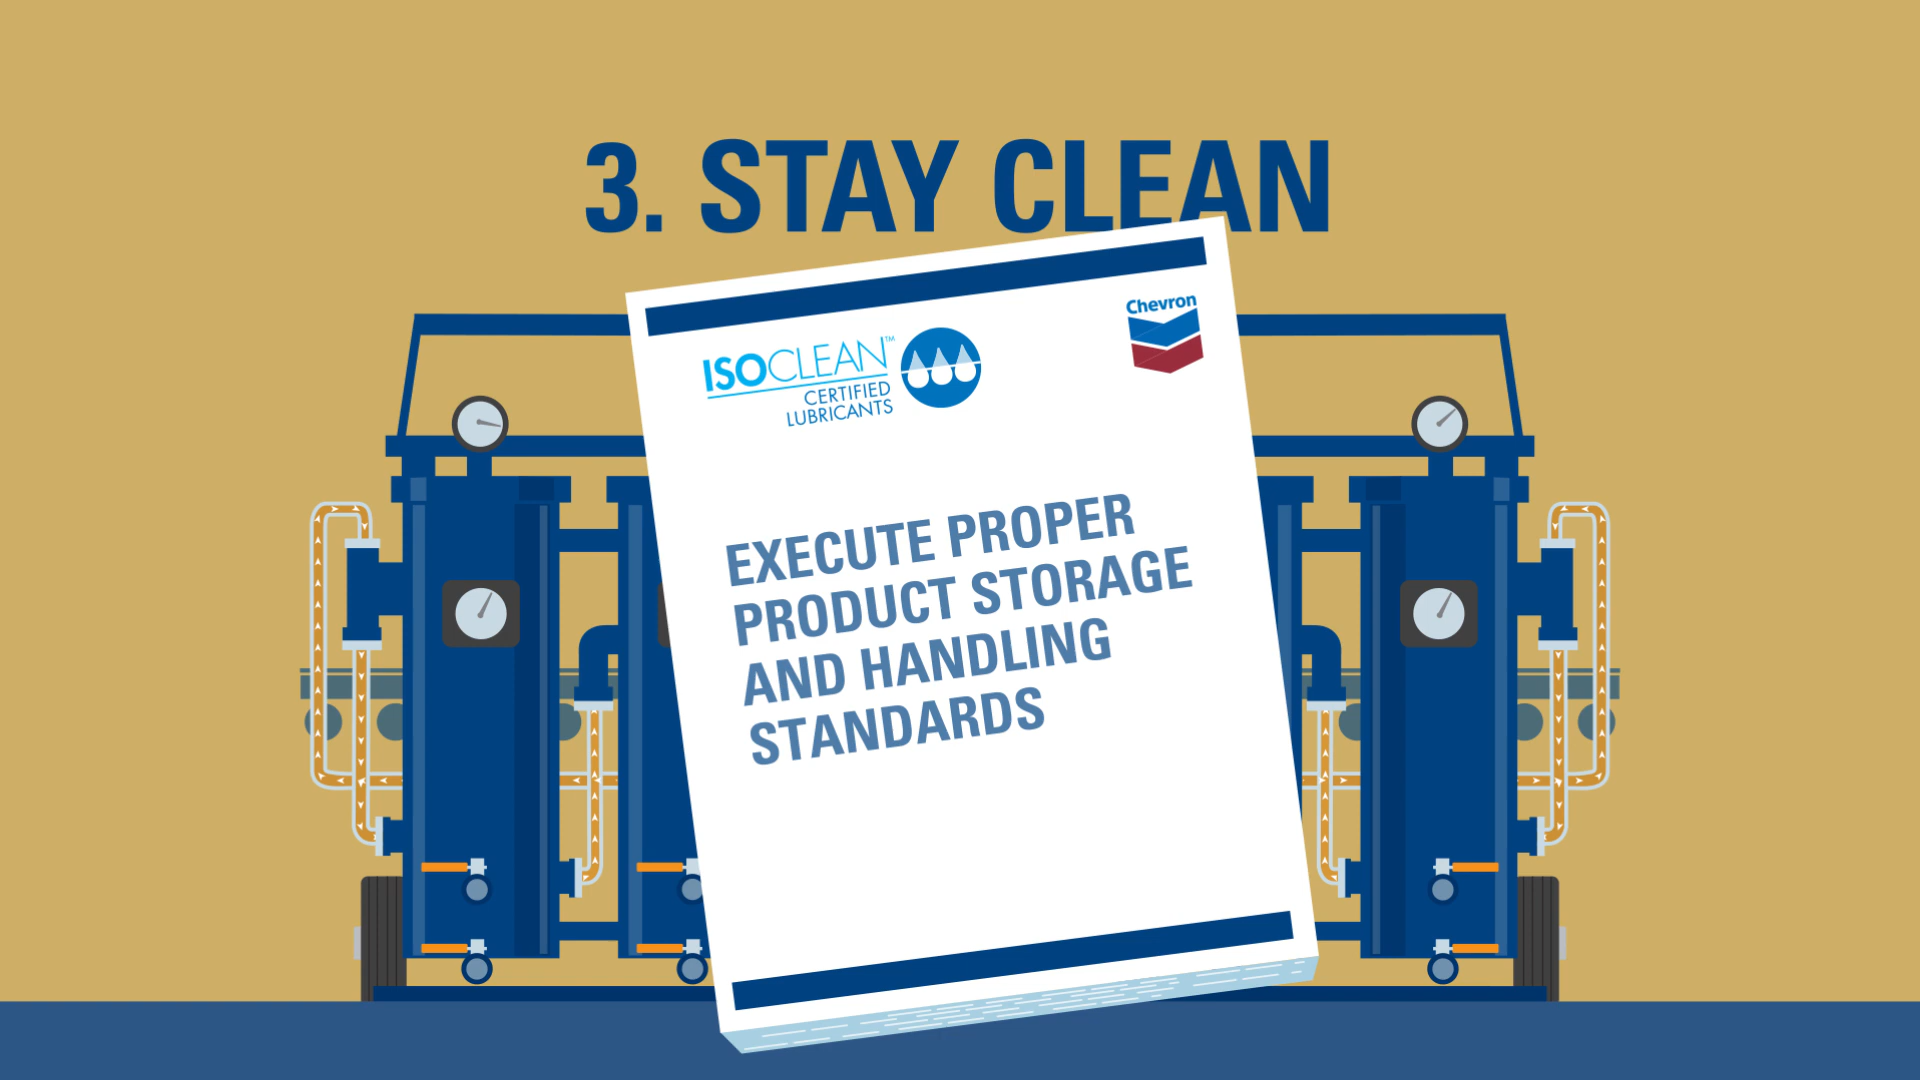 3. STAY CLEAN
Chevron
ISOCLEAN™
CERTIFIED
LUBRICANTS
EXECUTE PROPER
PRODUCT STORAGE
AND HANDLING
STANDARDS